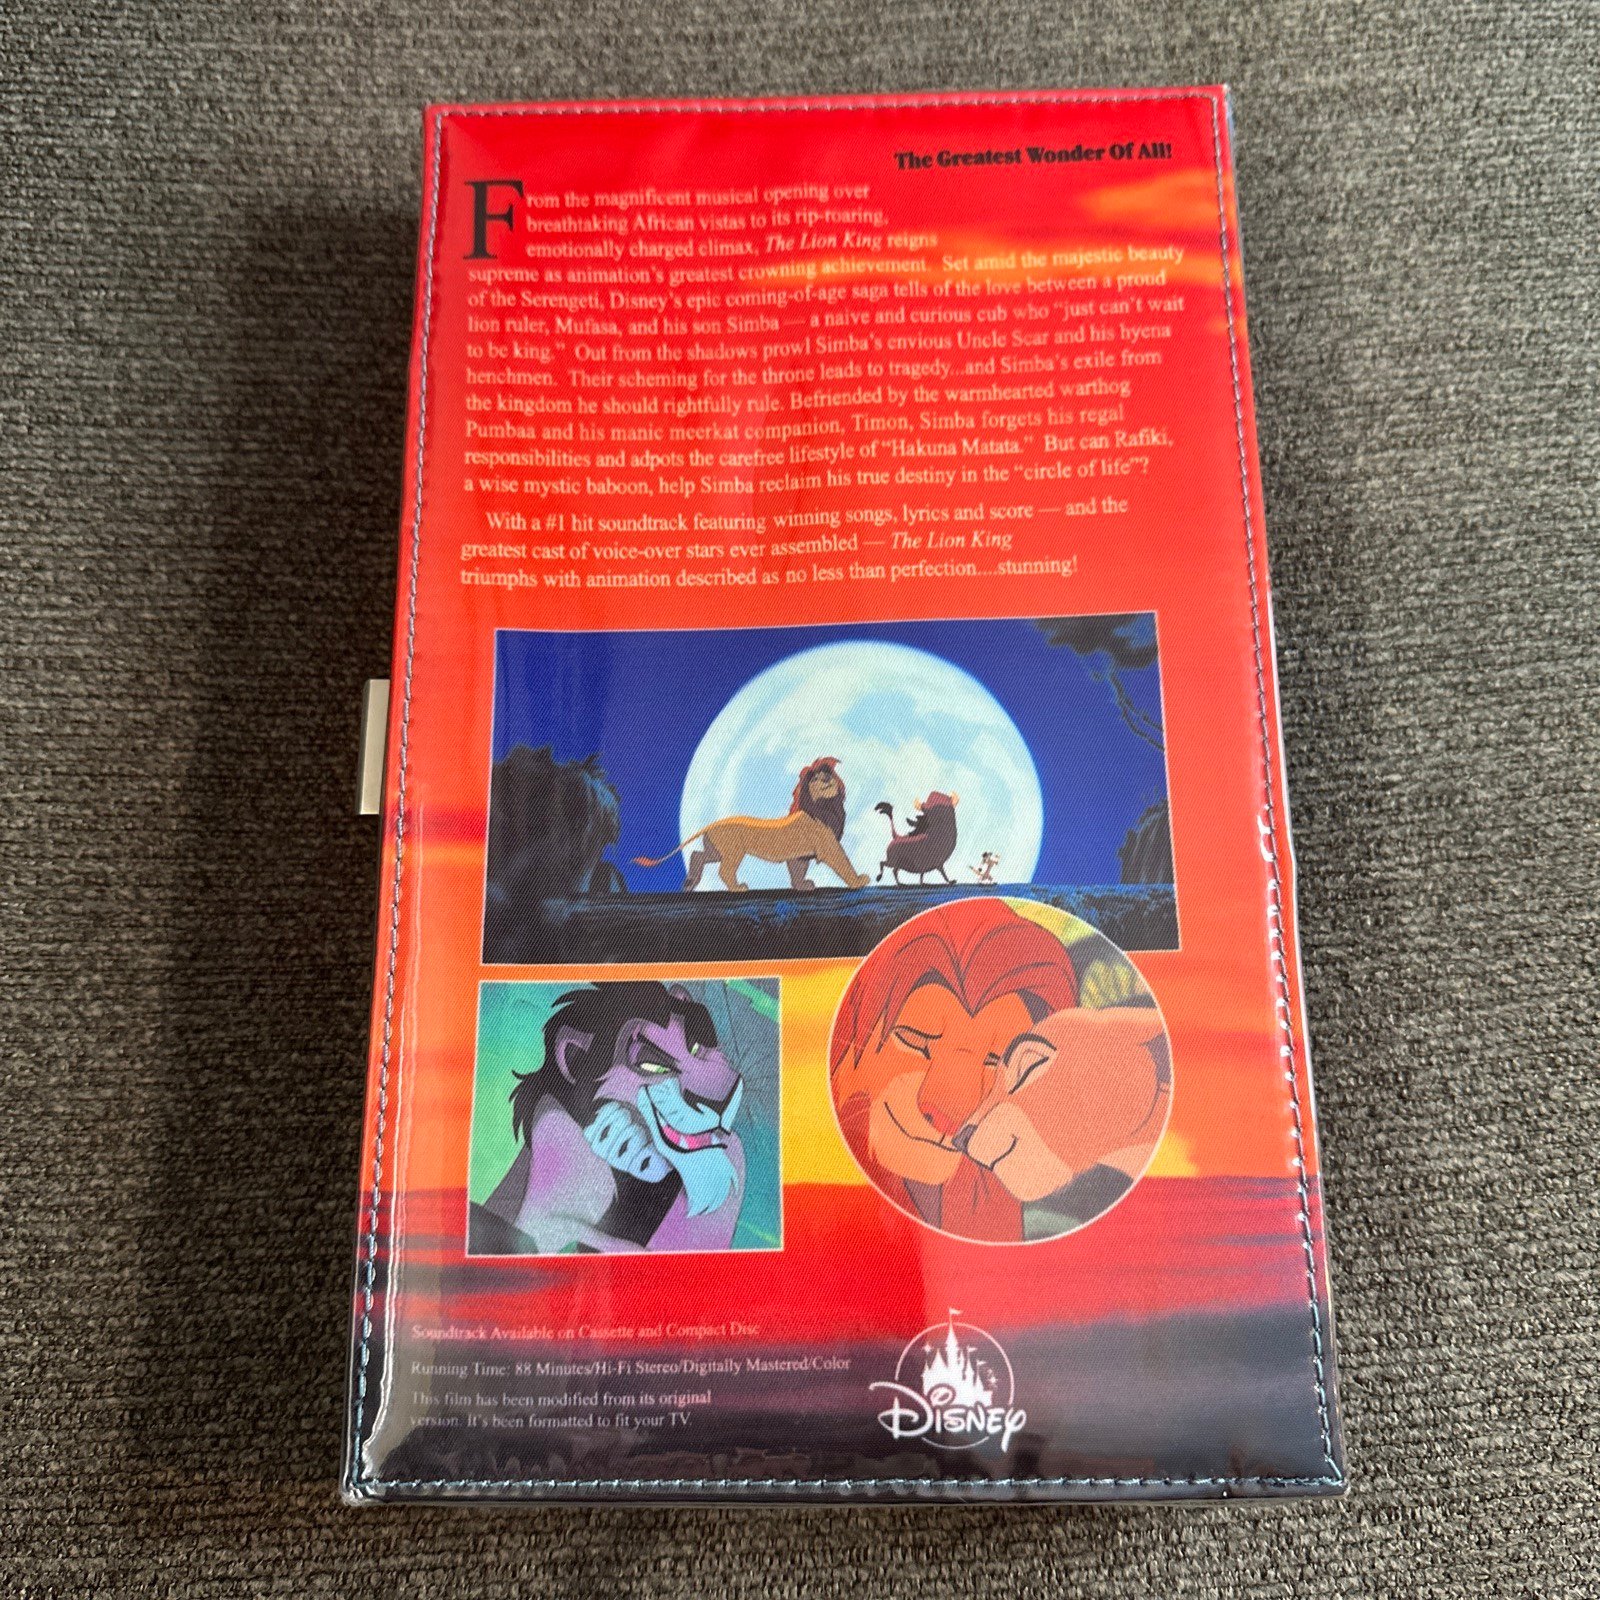 The Greatest Wonder Of All!
From the magnificent musical opening over
breathtaking African vistas to its rip-roaring,
emotionally charged climax, The Lion King reigns
supreme as animation's greatest crowning achievement. Set amid the majestic beauty
of the Serengeti, Disney's epic coming-of-age saga tells of the love between a proud
lion ruler, Mufasa, and his son Simba — a naive and curious cub who "just can't wait
to be king." Out from the shadows prowl Simba's envious Uncle Scar and his hyena
henchmen. Their scheming for the throne leads to tragedy...and Simba's exile from
the kingdom he should rightfully rule. Befriended by the warmhearted warthog
Pumbaa and his manic meerkat companion, Timon, Simba forgets his regal
responsibilities and adpots the carefree lifestyle of "Hakuna Matata." But can Rafiki,
a wise mystic baboon, help Simba reclaim his true destiny in the "circle of life"?
With a #1 hit soundtrack featuring winning songs, lyrics and score — and the
greatest cast of voice-over stars ever assembled — The Lion King
triumphs with animation described as no less than perfection....stunning!
Soundtrack Available on Cassette and Compact Disc
Running Time: 88 Minutes/Hi-Fi Stereo/Digitally Mastered/Color
This film has been modified from its original
version. It's been formatted to fit your TV.
Disney